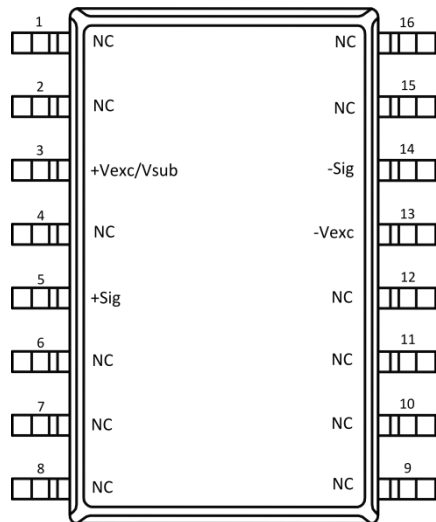 1 NC NC 16
2 NC NC 15
3 +Vexc/Vsub -Sig 14
4 NC -Vexc 13
5 +Sig NC 12
6 NC NC 11
7 NC NC 10
8 NC NC 9